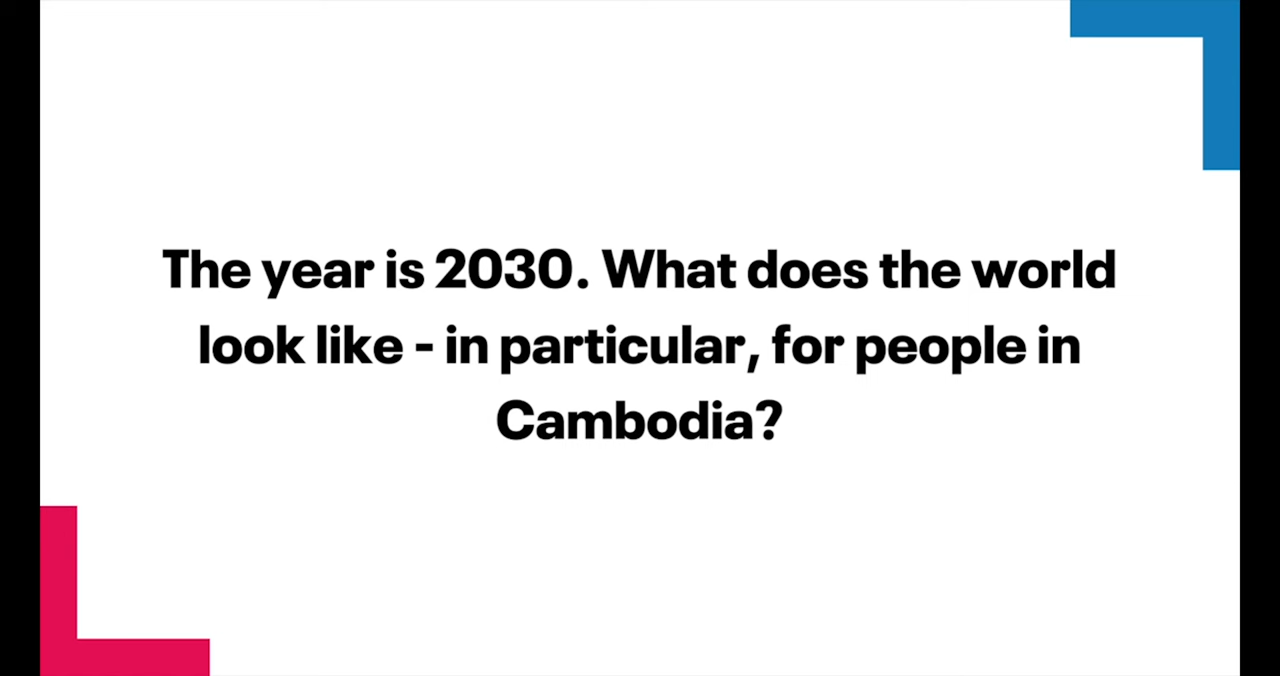 The year is 2030. What does the world
look like - in particular, for people in
Cambodia?